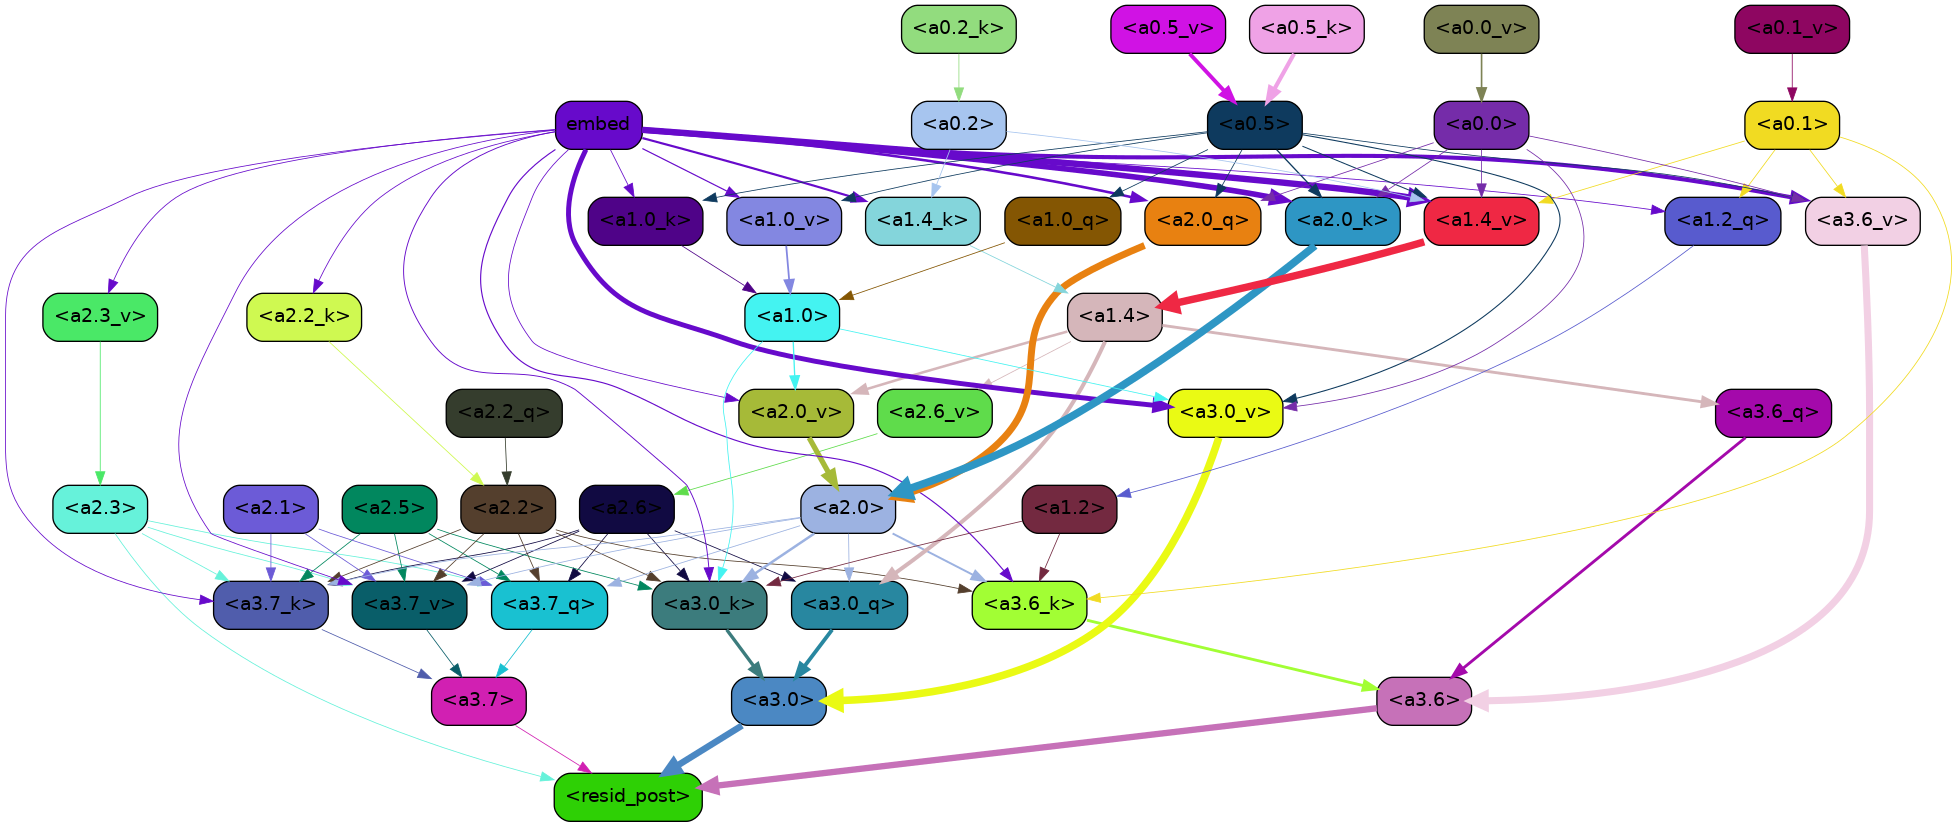 <a0.2_k>
<a0.5_v>
<a0.5_k>
<a0.0_v>
<a0.1_v>
embed
<a0.2>
<a0.5>
<a0.0>
<a0.1>
<a1.0_k>
<a1.0_v>
<a1.4_k>
<a1.0_q>
<a2.0_q>
<a2.0_k>
<a1.4_v>
<a1.2_q>
<a3.6_v>
<a2.3_v>
<a2.2_k>
<a1.0>
<a1.4>
<a2.2_q>
<a2.0_v>
<a2.6_v>
<a3.0_v>
<a3.6_q>
<a2.3>
<a2.1>
<a2.5>
<a2.2>
<a2.6>
<a2.0>
<a1.2>
<a3.7_k>
<a3.7_v>
<a3.7_q>
<a3.0_k>
<a3.0_q>
<a3.6_k>
<a3.7>
<a3.0>
<a3.6>
<resid_post>